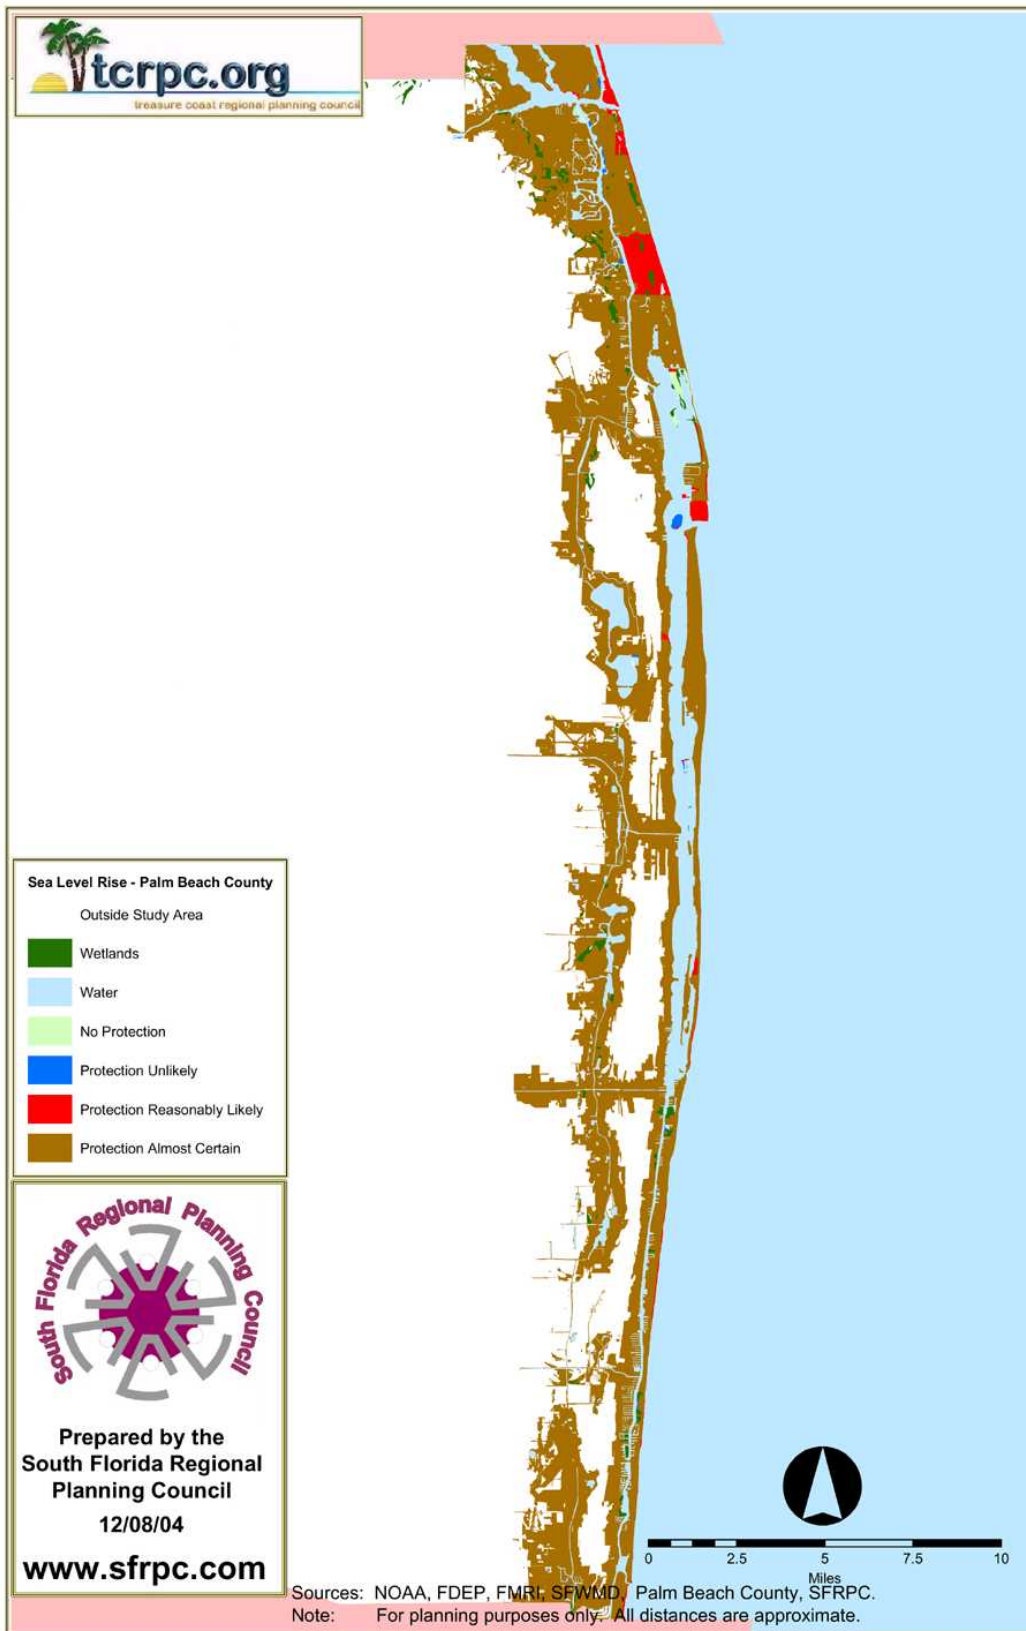 tcrpc.org
treasure coast regional planning council
Sea Level Rise - Palm Beach County
Outside Study Area
Wetlands
Water
No Protection
Protection Unlikely
Protection Reasonably Likely
Protection Almost Certain
South Florida Regional Planning Council
Prepared by the
South Florida Regional
Planning Council
12/08/04
www.sfrpc.com
0 2.5 5 7.5 10
Miles
Sources: NOAA, FDEP, FMRI, SFWMD, Palm Beach County, SFRPC.
Note: For planning purposes only. All distances are approximate.